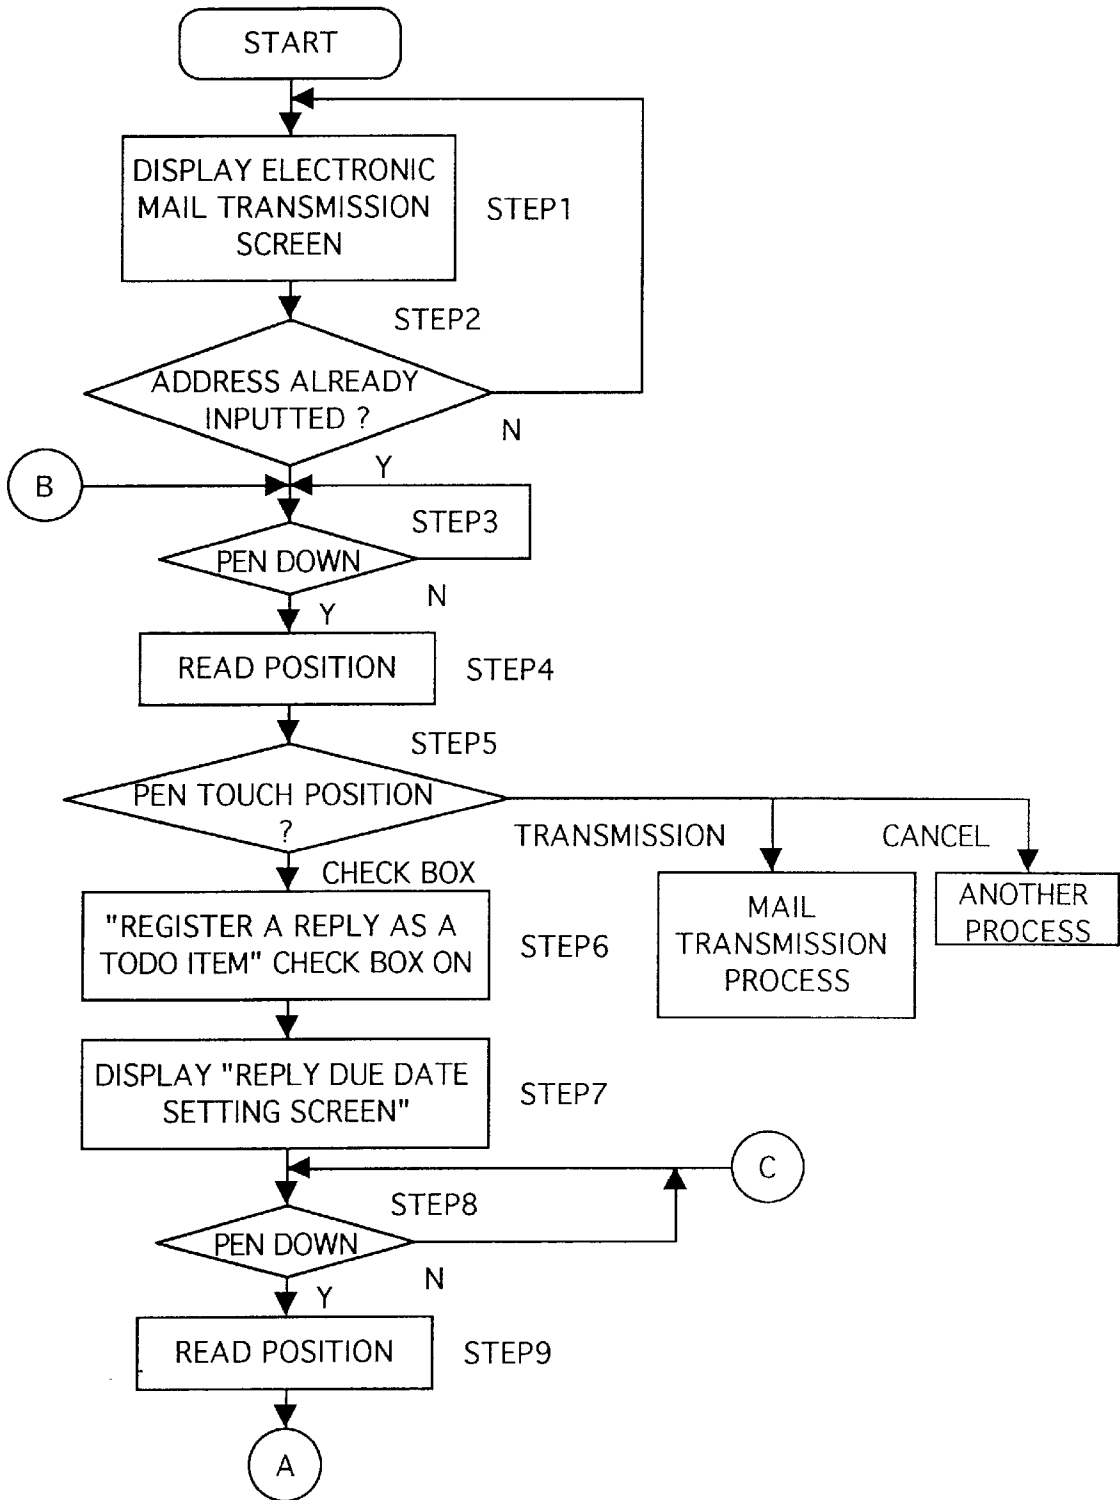 START
DISPLAY ELECTRONIC
MAIL TRANSMISSION
SCREEN
STEP1
STEP2
ADDRESS ALREADY
INPUTTED ?
N
Y
B
STEP3
PEN DOWN
N
Y
READ POSITION
STEP4
STEP5
PEN TOUCH POSITION
?
TRANSMISSION
CANCEL
CHECK BOX
"REGISTER A REPLY AS A
TODO ITEM" CHECK BOX ON
STEP6
MAIL
TRANSMISSION
PROCESS
ANOTHER
PROCESS
DISPLAY "REPLY DUE DATE
SETTING SCREEN"
STEP7
C
STEP8
PEN DOWN
N
Y
READ POSITION
STEP9
A